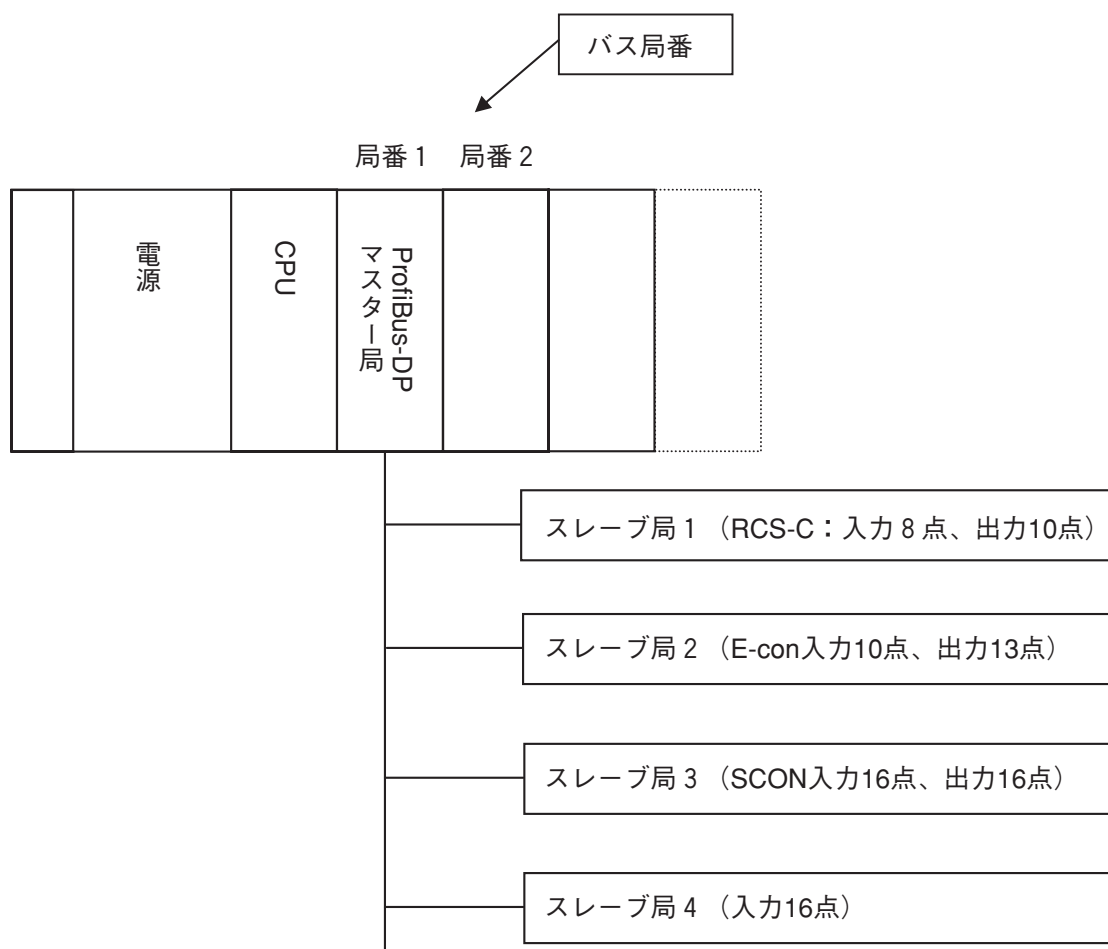 バス局番
局番1 局番2
電源
CPU
ProfiBus-DP
マスター局
スレーブ局1（RCS-C：入力8点、出力10点）
スレーブ局2（E-con入力10点、出力13点）
スレーブ局3（SCON入力16点、出力16点）
スレーブ局4（入力16点）